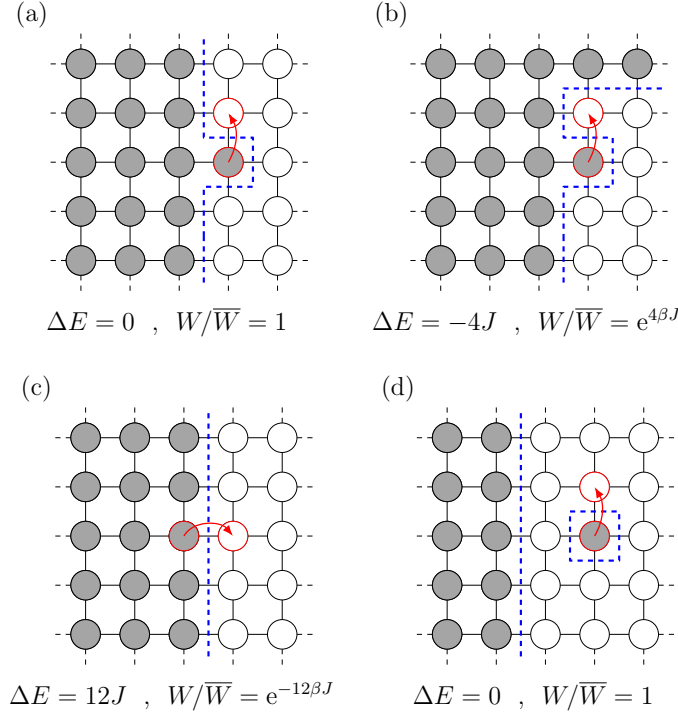 (a) (b)
ΔE = 0 , W/W̅ = 1 ΔE = −4J , W/W̅ = e^{4βJ}
(c) (d)
ΔE = 12J , W/W̅ = e^{−12βJ} ΔE = 0 , W/W̅ = 1